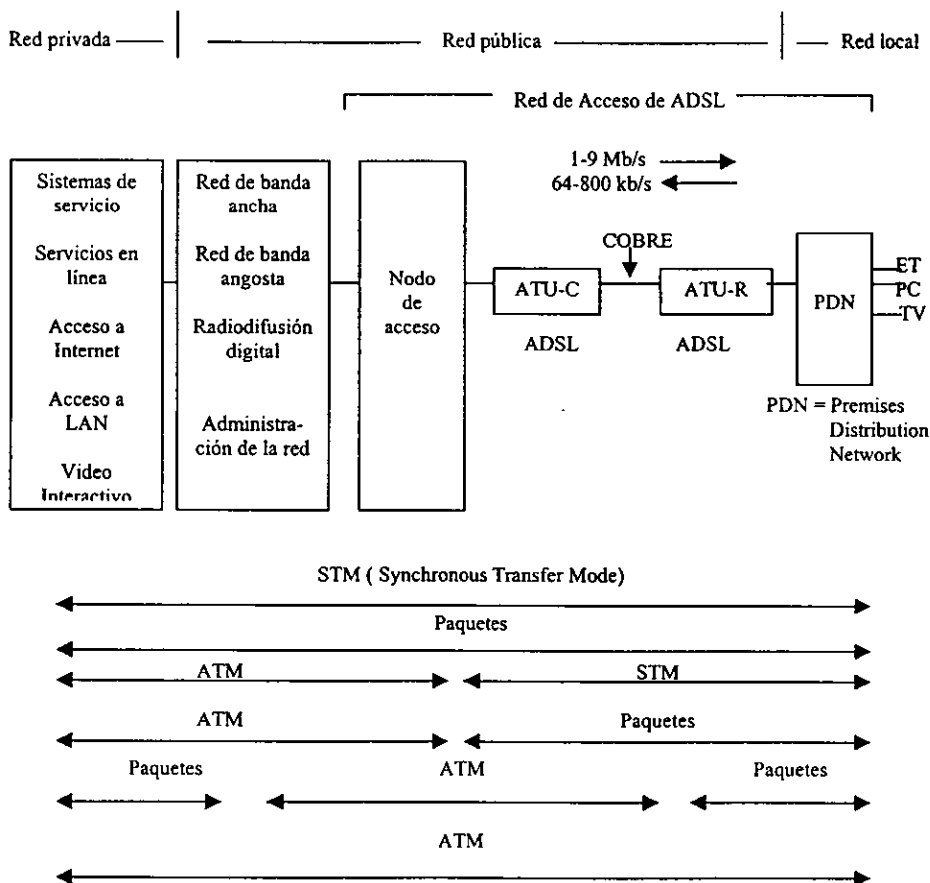 Red privada
Red pública
Red local
Red de Acceso de ADSL
1-9 Mb/s
64-800 kb/s
Sistemas de
servicio
Servicios en
línea
Acceso a
Internet
Acceso a
LAN
Video
Interactivo
Red de banda
ancha
Red de banda
angosta
Radiodifusión
digital
Administra-
ción de la red
Nodo
de
acceso
COBRE
ATU-C
ADSL
ATU-R
ADSL
PDN
ET
PC
TV
PDN = Premises
Distribution
Network
STM ( Synchronous Transfer Mode)
Paquetes
ATM
STM
ATM
Paquetes
Paquetes
ATM
Paquetes
ATM